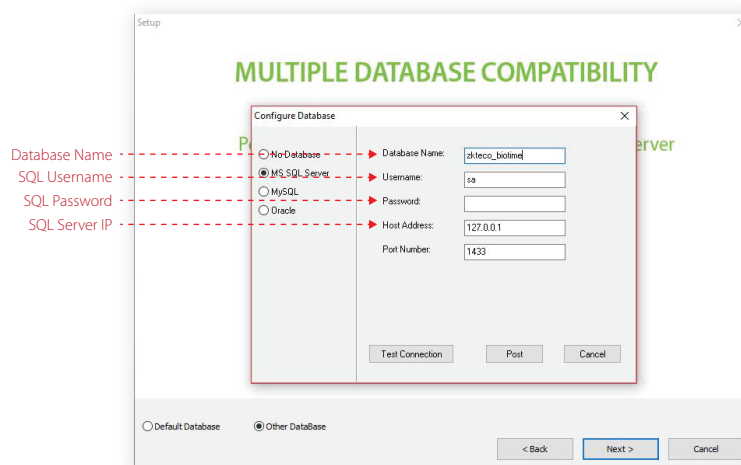 Setup
MULTIPLE DATABASE COMPATIBILITY
Configure Database
erver
Database Name
No Database
Database Name:
zkteco_biotime
SQL Username
MS SQL Server
Username:
sa
SQL Password
MySQL
Password:
SQL Server IP
Oracle
Host Address:
127.0.0.1
Port Number:
1433
Test Connection
Post
Cancel
Default Database
Other DataBase
< Back
Next >
Cancel